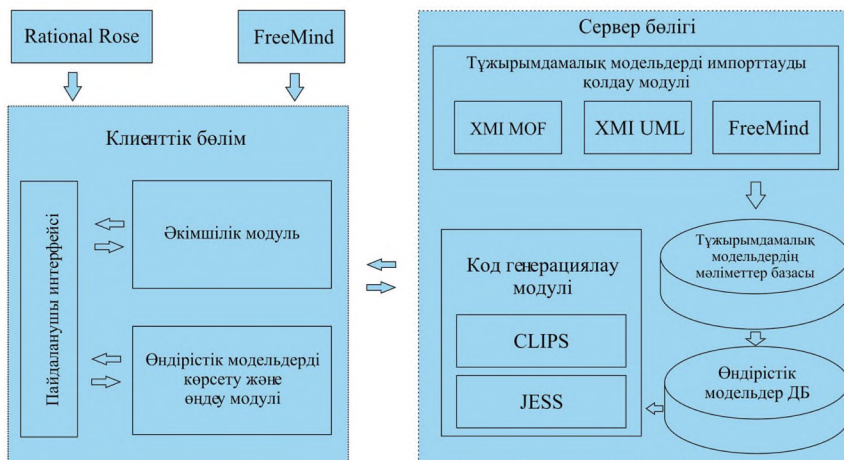 Rational Rose
FreeMind
Клиенттік бөлім
Пайдаланушы интерфейсі
Әкімшілік модуль
Өндірістік модельдерді
көрсету және
өңдеу модулі
Сервер бөлігі
Тұжырымдамалық модельдерді импорттауды
қолдау модулі
XMI MOF
XMI UML
FreeMind
Код генерациялау
модулі
CLIPS
JESS
Тұжырымдамалық
модельдердің
мәліметтер базасы
Өндірістік
модельдер ДБ